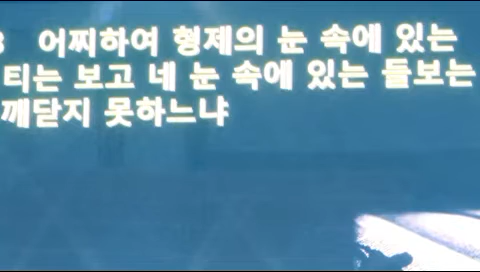 3 어찌하여 형제의 눈 속에 있는
티는 보고 네 눈 속에 있는 들보는
깨닫지 못하느냐